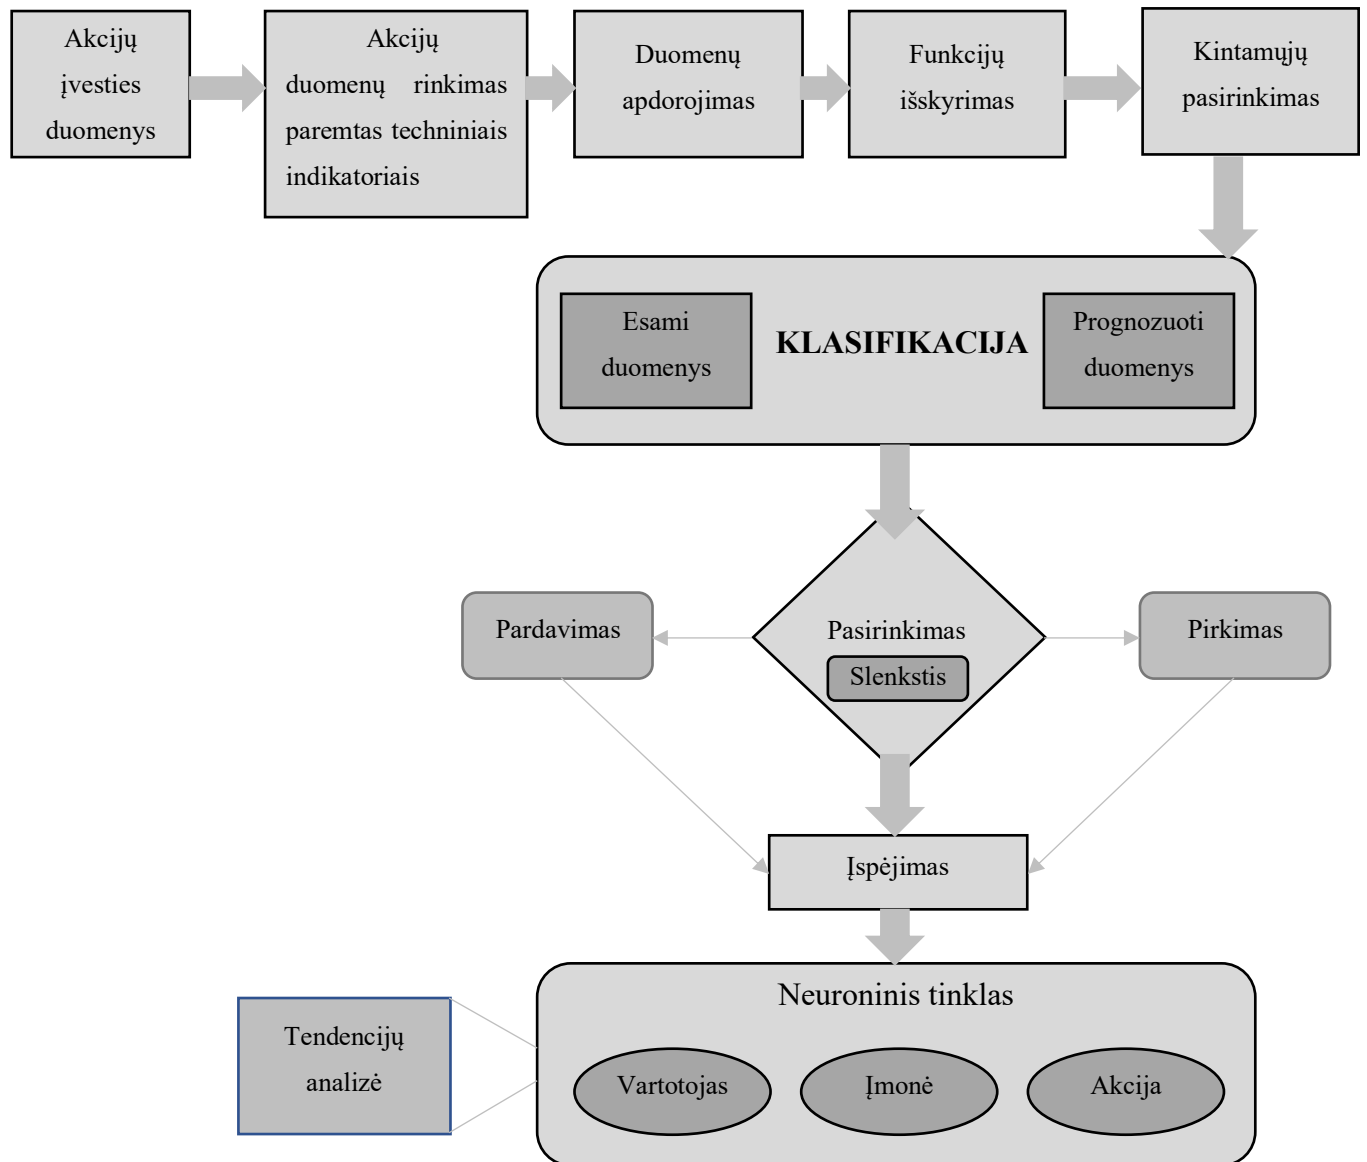 Akcijų
įvesties
duomenys
Akcijų
duomenų rinkimas
paremtas techniniais
indikatoriais
Duomenų
apdorojimas
Funkcijų
išskyrimas
Kintamųjų
pasirinkimas
Esami
duomenys
KLASIFIKACIJA
Prognozuoti
duomenys
Pardavimas
Pasirinkimas
Slenkstis
Pirkimas
Įspėjimas
Neuroninis tinklas
Tendencijų
analizė
Vartotojas
Įmonė
Akcija